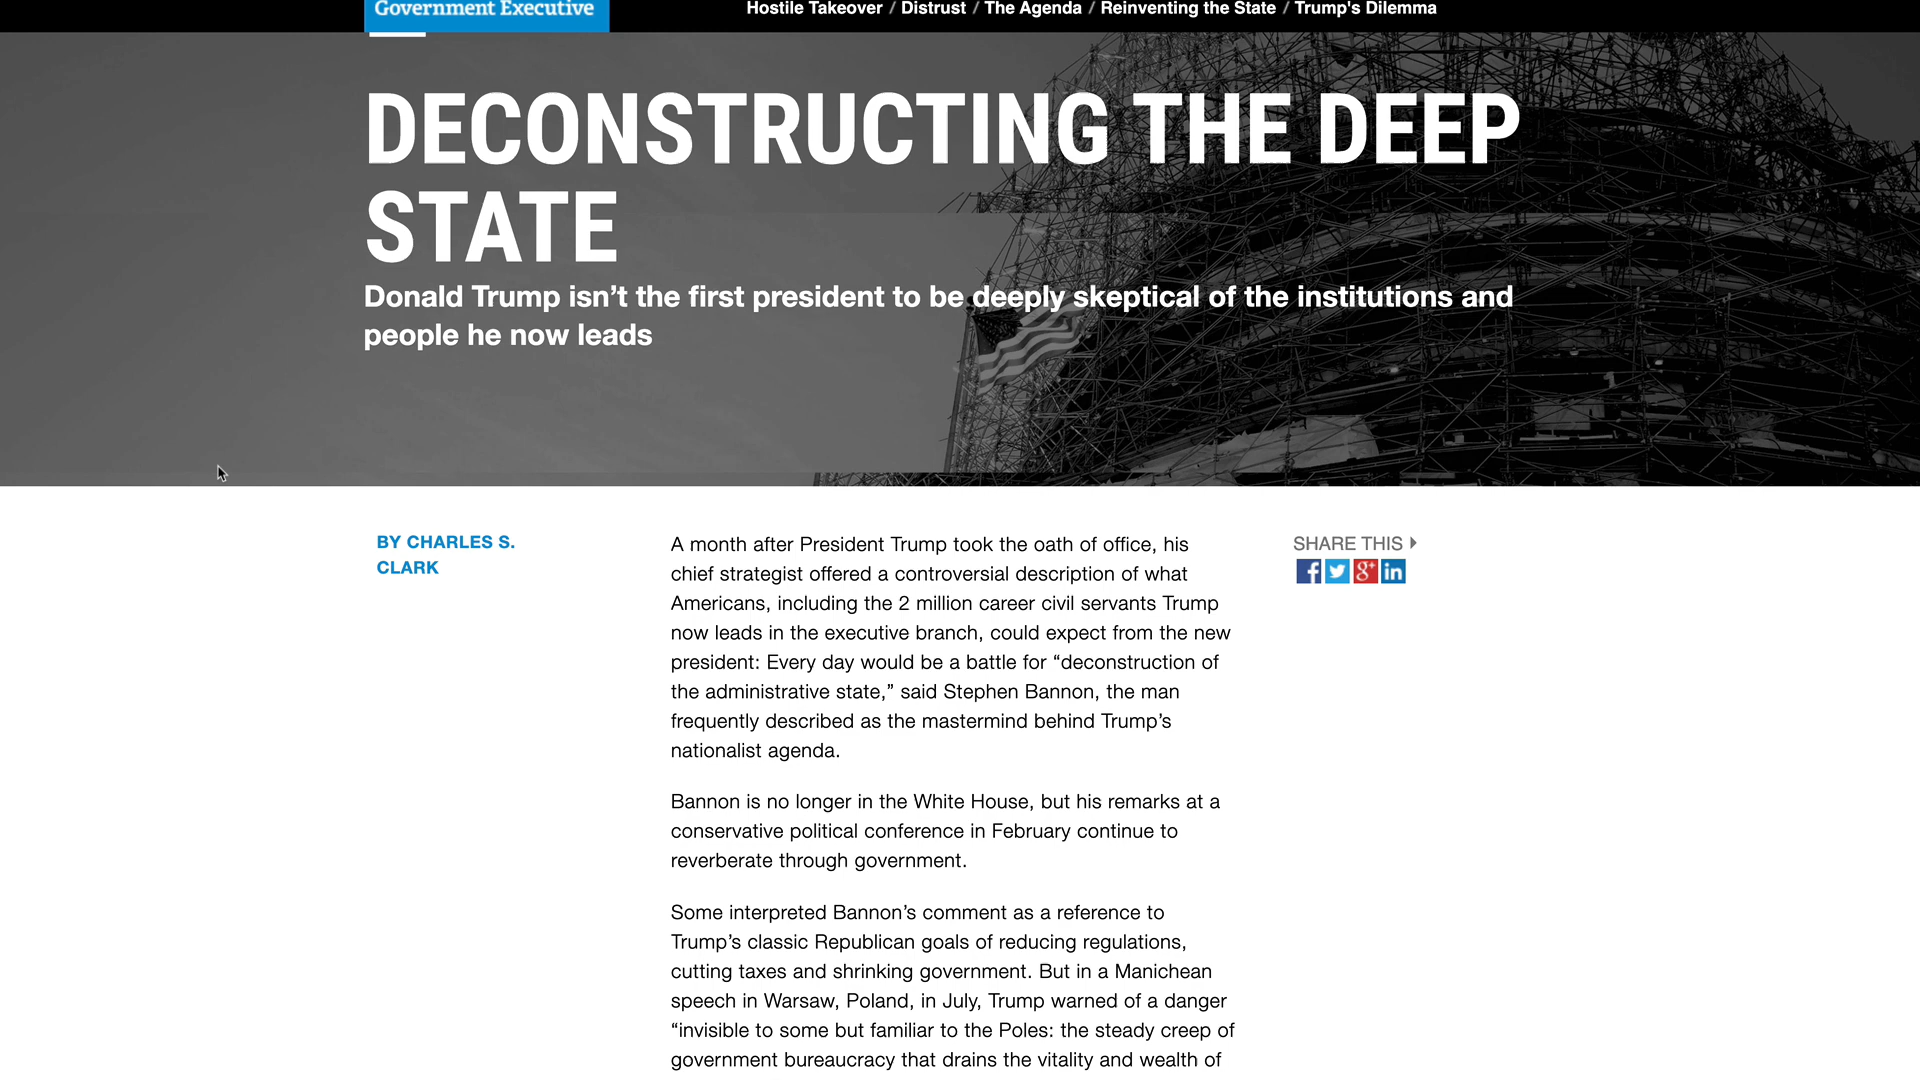 Government Executive
Hostile Takeover / Distrust / The Agenda / Reinventing the State / Trump's Dilemma
DECONSTRUCTING THE DEEP
STATE
Donald Trump isn’t the first president to be deeply skeptical of the institutions and
people he now leads
BY CHARLES S.
CLARK
A month after President Trump took the oath of office, his
chief strategist offered a controversial description of what
Americans, including the 2 million career civil servants Trump
now leads in the executive branch, could expect from the new
president: Every day would be a battle for “deconstruction of
the administrative state,” said Stephen Bannon, the man
frequently described as the mastermind behind Trump’s
nationalist agenda.
Bannon is no longer in the White House, but his remarks at a
conservative political conference in February continue to
reverberate through government.
Some interpreted Bannon’s comment as a reference to
Trump’s classic Republican goals of reducing regulations,
cutting taxes and shrinking government. But in a Manichean
speech in Warsaw, Poland, in July, Trump warned of a danger
“invisible to some but familiar to the Poles: the steady creep of
government bureaucracy that drains the vitality and wealth of
SHARE THIS
f
g+
in